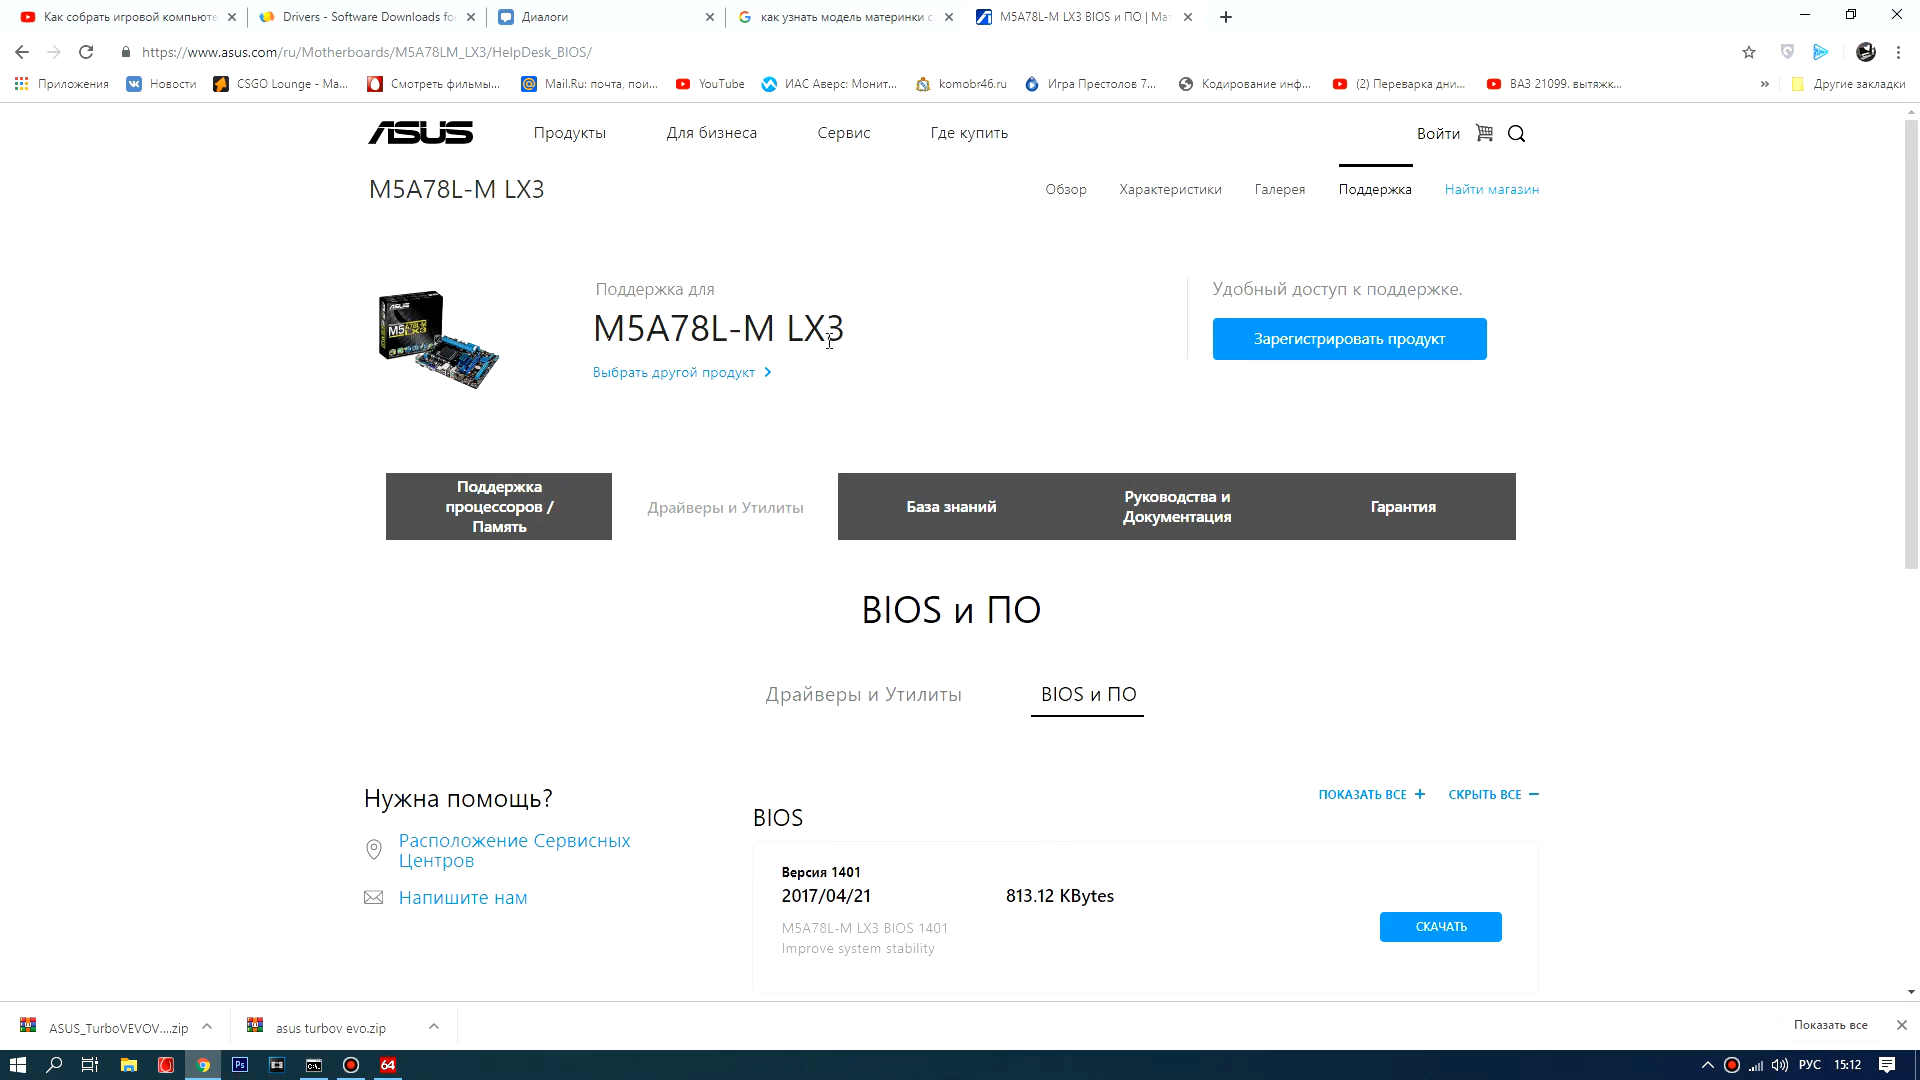 Как собрать игровой компьюте
Drivers - Software Downloads fo
Диалоги
как узнать модель материнки с
M5A78L-M LX3 BIOS и ПО | Мат
https://www.asus.com/ru/Motherboards/M5A78LM_LX3/HelpDesk_BIOS/
Приложения
Новости
CSGO Lounge - Ma...
Смотреть фильмы...
Mail.Ru: почта, пои...
YouTube
ИАС Аверс: Монит...
komobr46.ru
Игра Престолов 7...
Кодирование инф...
(2) Переварка дни...
ВАЗ 21099. вытяжк...
»
Другие закладки
ASUS
Продукты
Для бизнеса
Сервис
Где купить
Войти
M5A78L-M LX3
Обзор
Характеристики
Галерея
Поддержка
Найти магазин
Поддержка для
M5A78L-M LX3
Выбрать другой продукт
Удобный доступ к поддержке.
Зарегистрировать продукт
Поддержка
процессоров /
Память
Драйверы и Утилиты
База знаний
Руководства и
Документация
Гарантия
BIOS и ПО
Драйверы и Утилиты
BIOS и ПО
Нужна помощь?
Расположение Сервисных
Центров
Напишите нам
ПОКАЗАТЬ ВСЕ +
СКРЫТЬ ВСЕ −
BIOS
Версия 1401
2017/04/21
813.12 KBytes
M5A78L-M LX3 BIOS 1401
Improve system stability
СКАЧАТЬ
ASUS_TurboVEVOV....zip
asus turbov evo.zip
Показать все
Ps
64
РУС
15:12